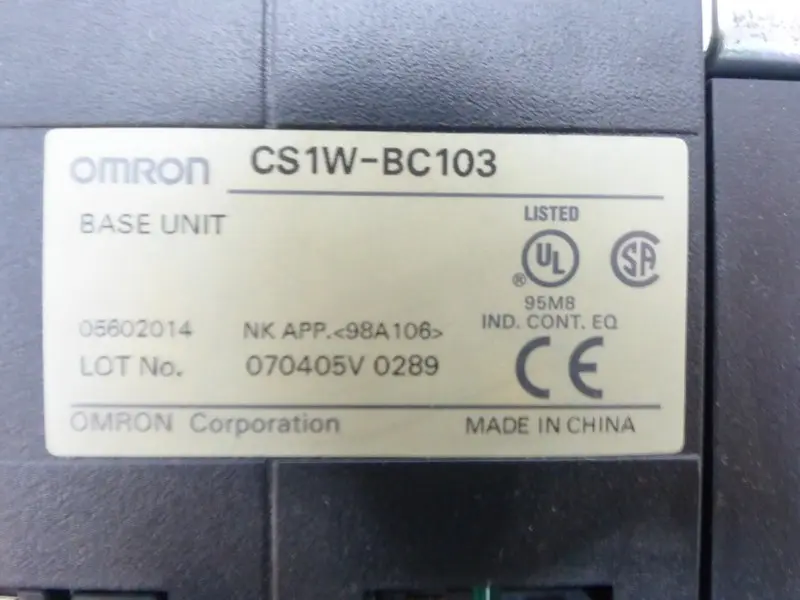 OMRON CS1W-BC103
BASE UNIT
LISTED
UL
®
SA
95M8
IND. CONT. EQ
05602014 NK APP.<98A106>
LOT No. 070405V 0289
CE
OMRON Corporation MADE IN CHINA